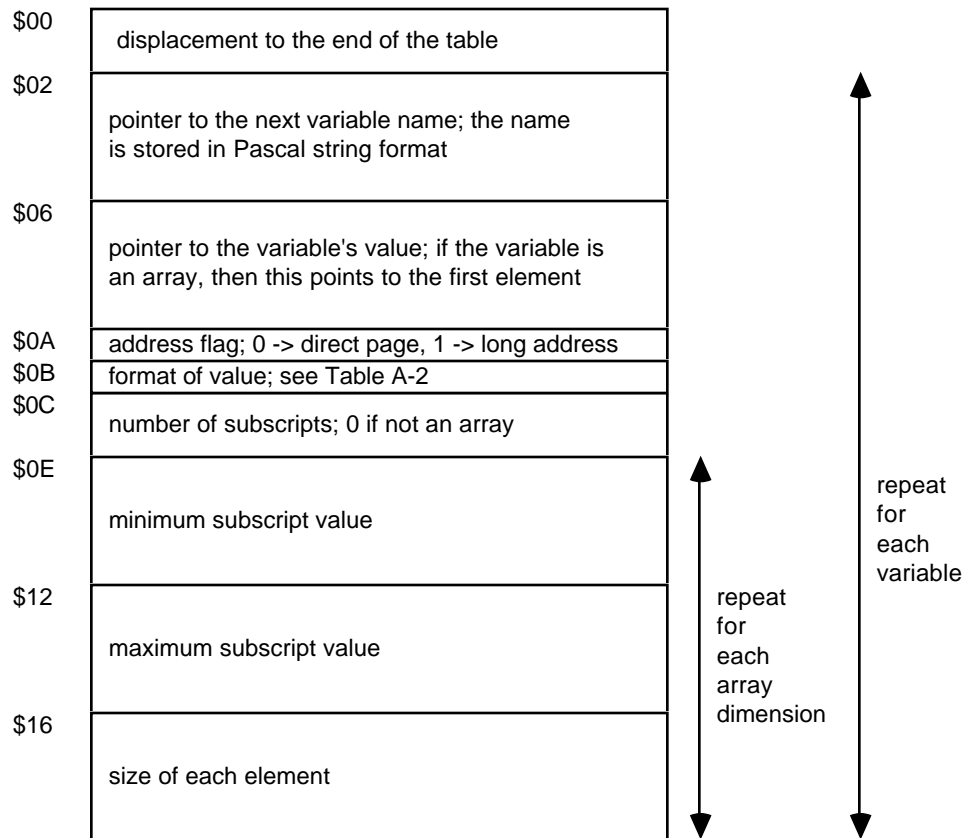 $00
displacement to the end of the table
$02
pointer to the next variable name; the name
is stored in Pascal string format
$06
pointer to the variable's value; if the variable is
an array, then this points to the first element
$0A
address flag; 0 -> direct page, 1 -> long address
$0B
format of value; see Table A-2
$0C
number of subscripts; 0 if not an array
$0E
minimum subscript value
$12
maximum subscript value
$16
size of each element
repeat
for
each
array
dimension
repeat
for
each
variable